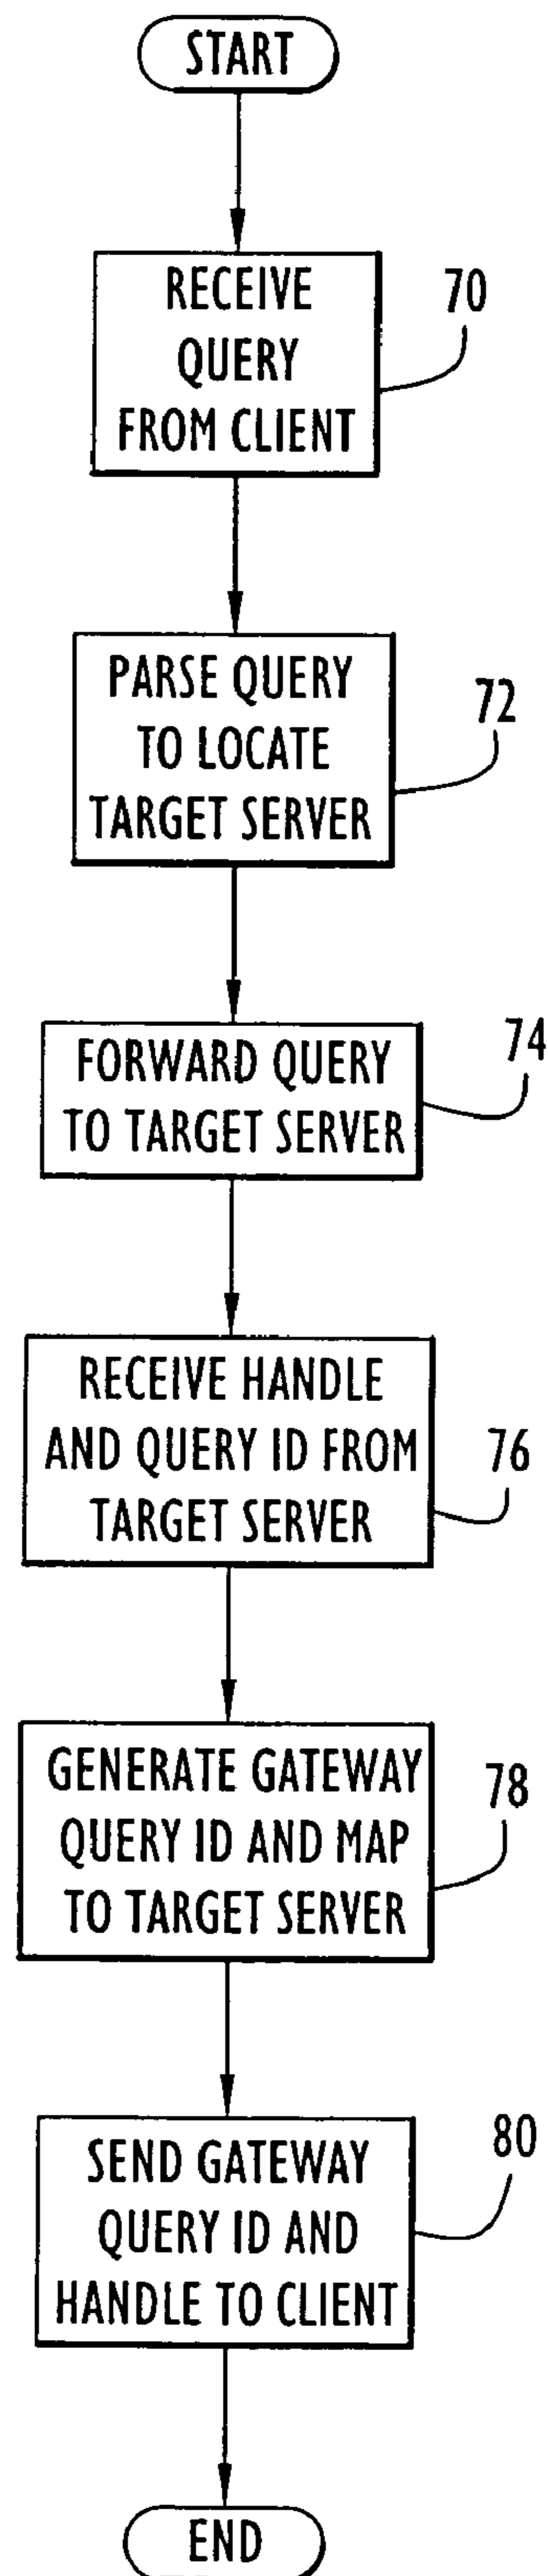 START
RECEIVE
QUERY
FROM CLIENT
70
PARSE QUERY
TO LOCATE
TARGET SERVER
72
FORWARD QUERY
TO TARGET SERVER
74
RECEIVE HANDLE
AND QUERY ID FROM
TARGET SERVER
76
GENERATE GATEWAY
QUERY ID AND MAP
TO TARGET SERVER
78
SEND GATEWAY
QUERY ID AND
HANDLE TO CLIENT
80
END